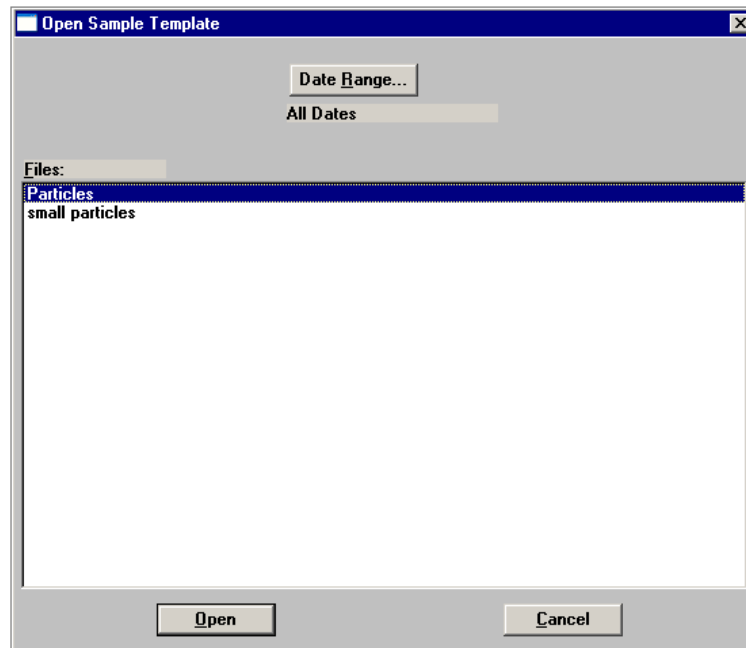 Open Sample Template
Date Range...
All Dates
Files:
Particles
small particles
Open
Cancel